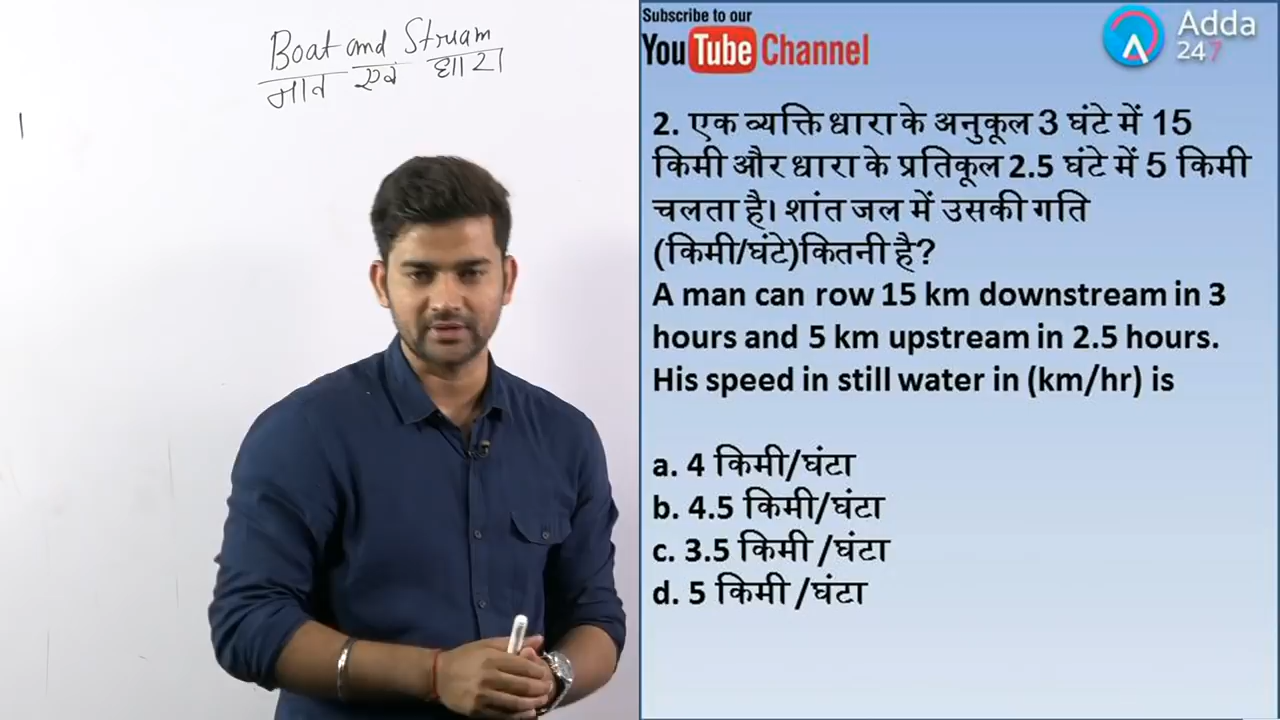 Boat and Stream
नाव एवं धारा
Subscribe to our
YouTube Channel
Adda
247
2. एक व्यक्ति धारा के अनुकूल 3 घंटे में 15
किमी और धारा के प्रतिकूल 2.5 घंटे में 5 किमी
चलता है। शांत जल में उसकी गति
(किमी/घंटे)कितनी है?
A man can row 15 km downstream in 3
hours and 5 km upstream in 2.5 hours.
His speed in still water in (km/hr) is
a. 4 किमी/घंटा
b. 4.5 किमी/घंटा
c. 3.5 किमी /घंटा
d. 5 किमी /घंटा